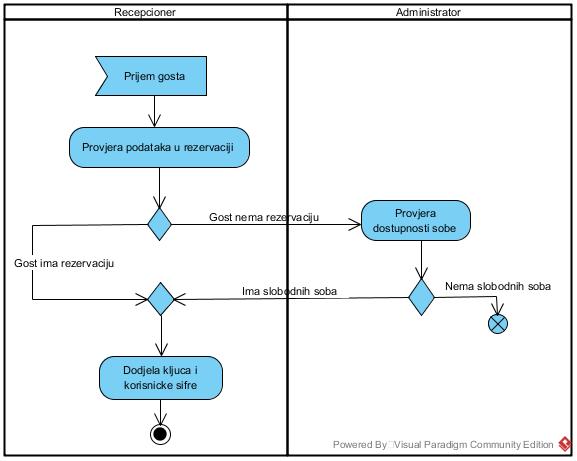 Recepcioner
Administrator
Prijem gosta
Provjera podataka u rezervaciji
Gost nema rezervaciju
Provjera
dostupnosti sobe
Gost ima rezervaciju
Ima slobodnih soba
Nema slobodnih soba
Dodjela kljuca i
korisnicke sifre
Powered By Visual Paradigm Community Edition